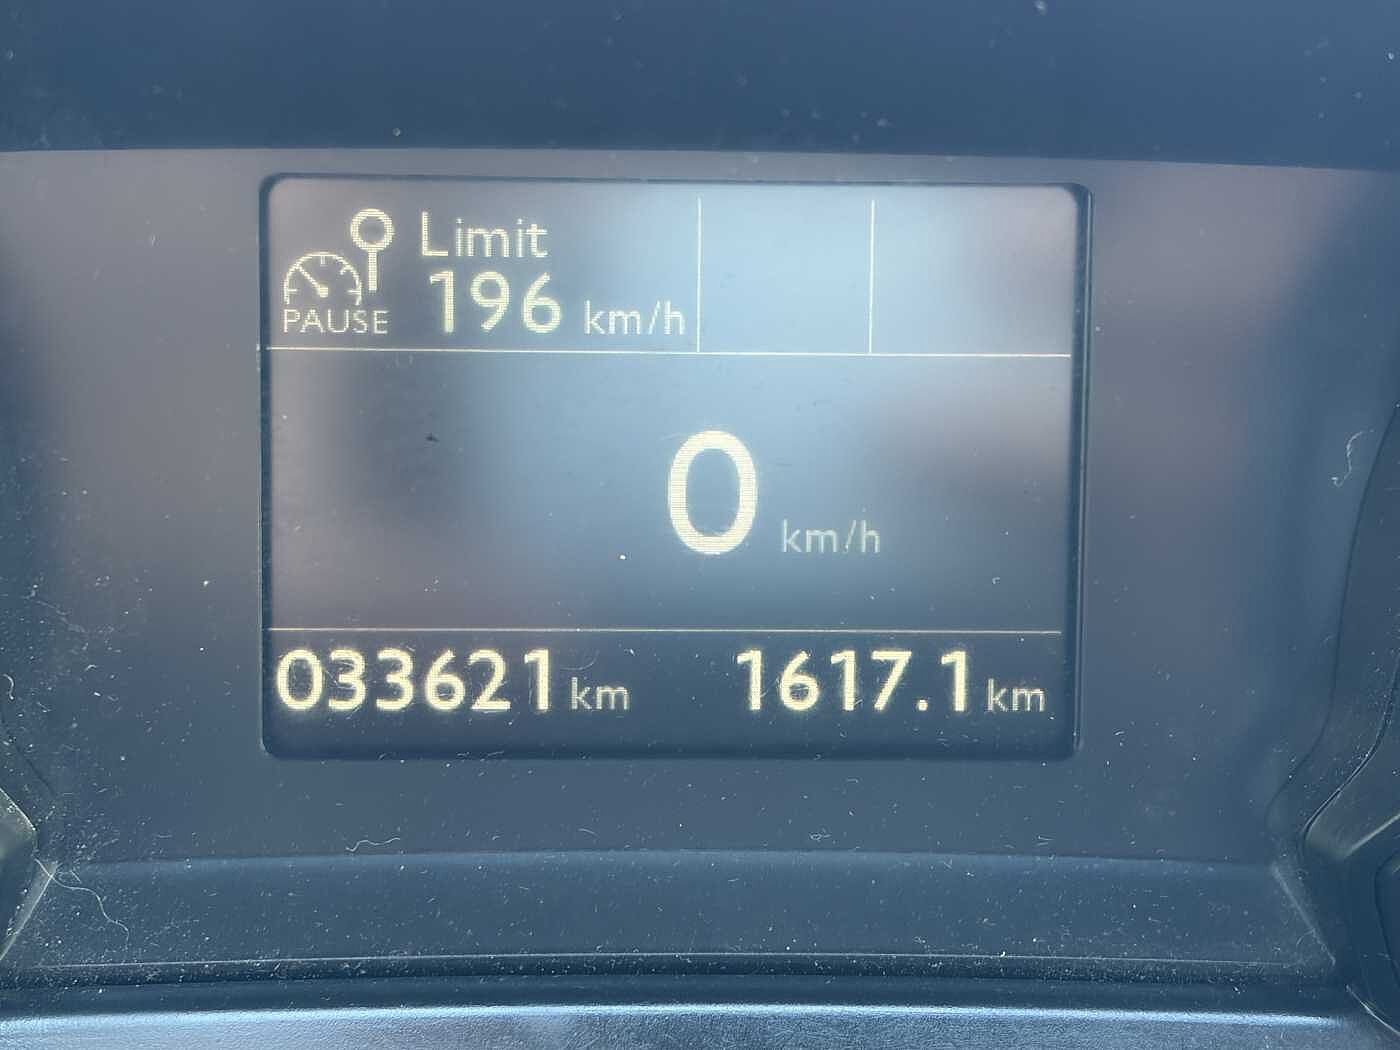 Limit
PAUSE 196 km/h
0 km/h
033621 km 1617.1 km